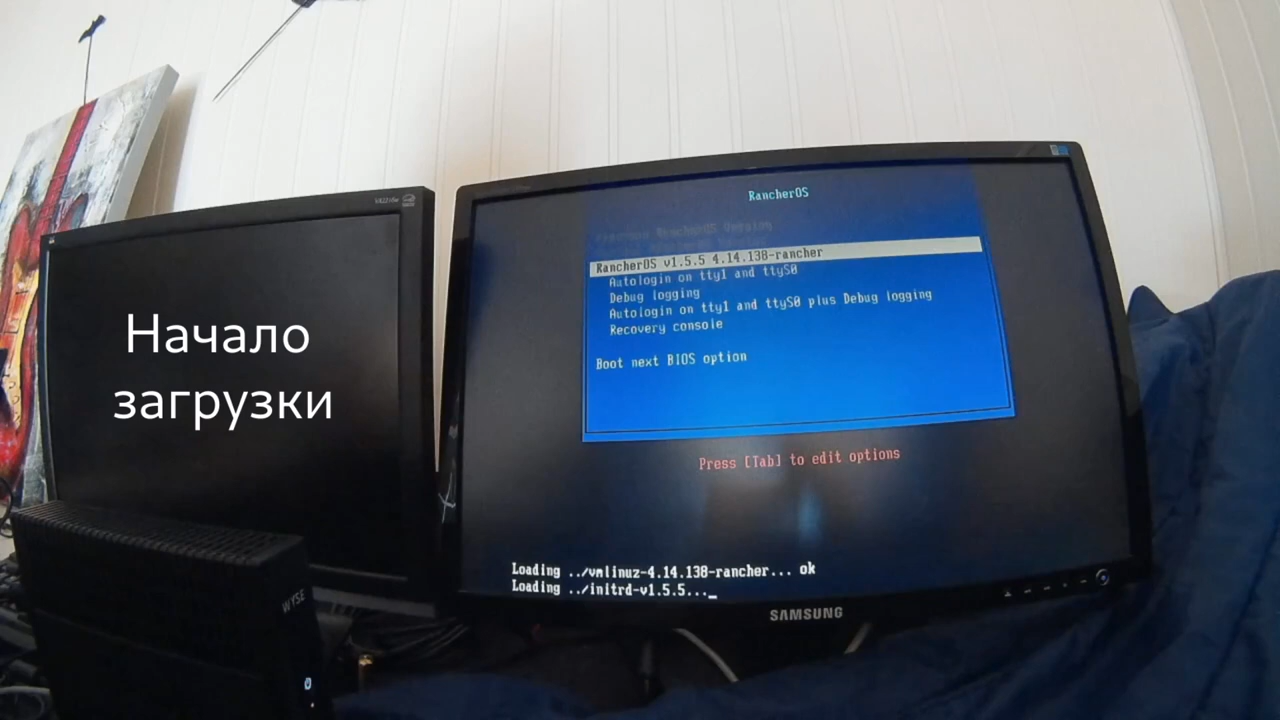 Начало
загрузки
RancherOS
RancherOS v1.5.5 4.14.138-rancher
Autologin on tty1 and ttyS0
Debug logging
Autologin on tty1 and ttyS0 plus Debug logging
Recovery console
Boot next BIOS option
Press [Tab] to edit options
Loading ../vmlinuz-4.14.138-rancher... ok
Loading ../initrd-v1.5.5..._
SAMSUNG
WYSE